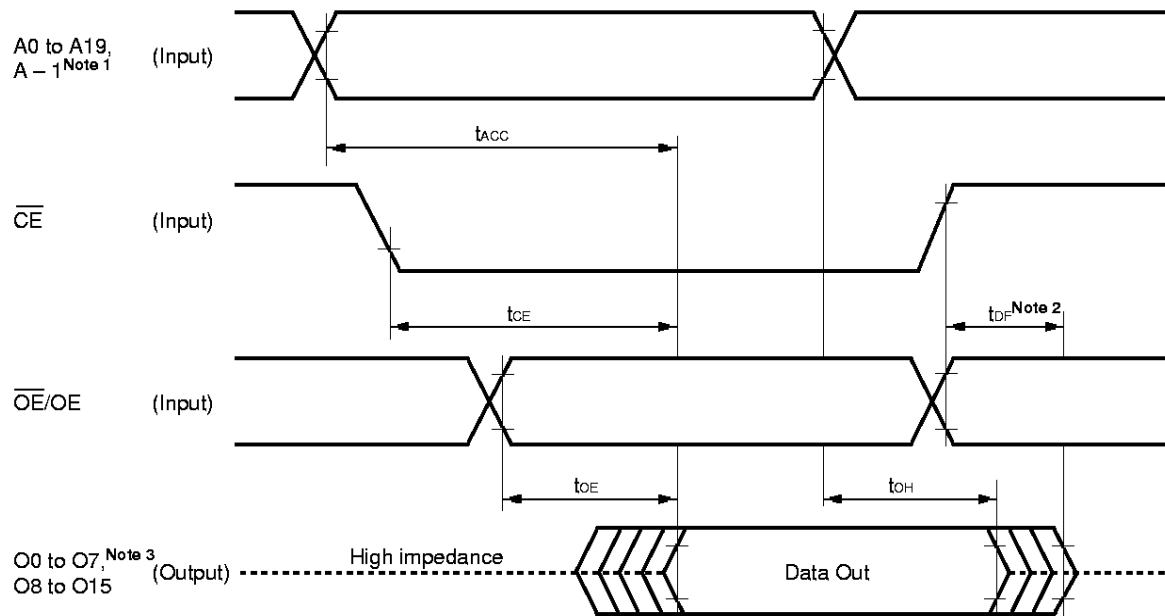 A0 to A19,
A – 1Note 1
(Input)
tACC
CE
(Input)
tCE
tDFNote 2
OE/OE
(Input)
tOE
tOH
O0 to O7,Note 3
O8 to O15
(Output)
High impedance
Data Out